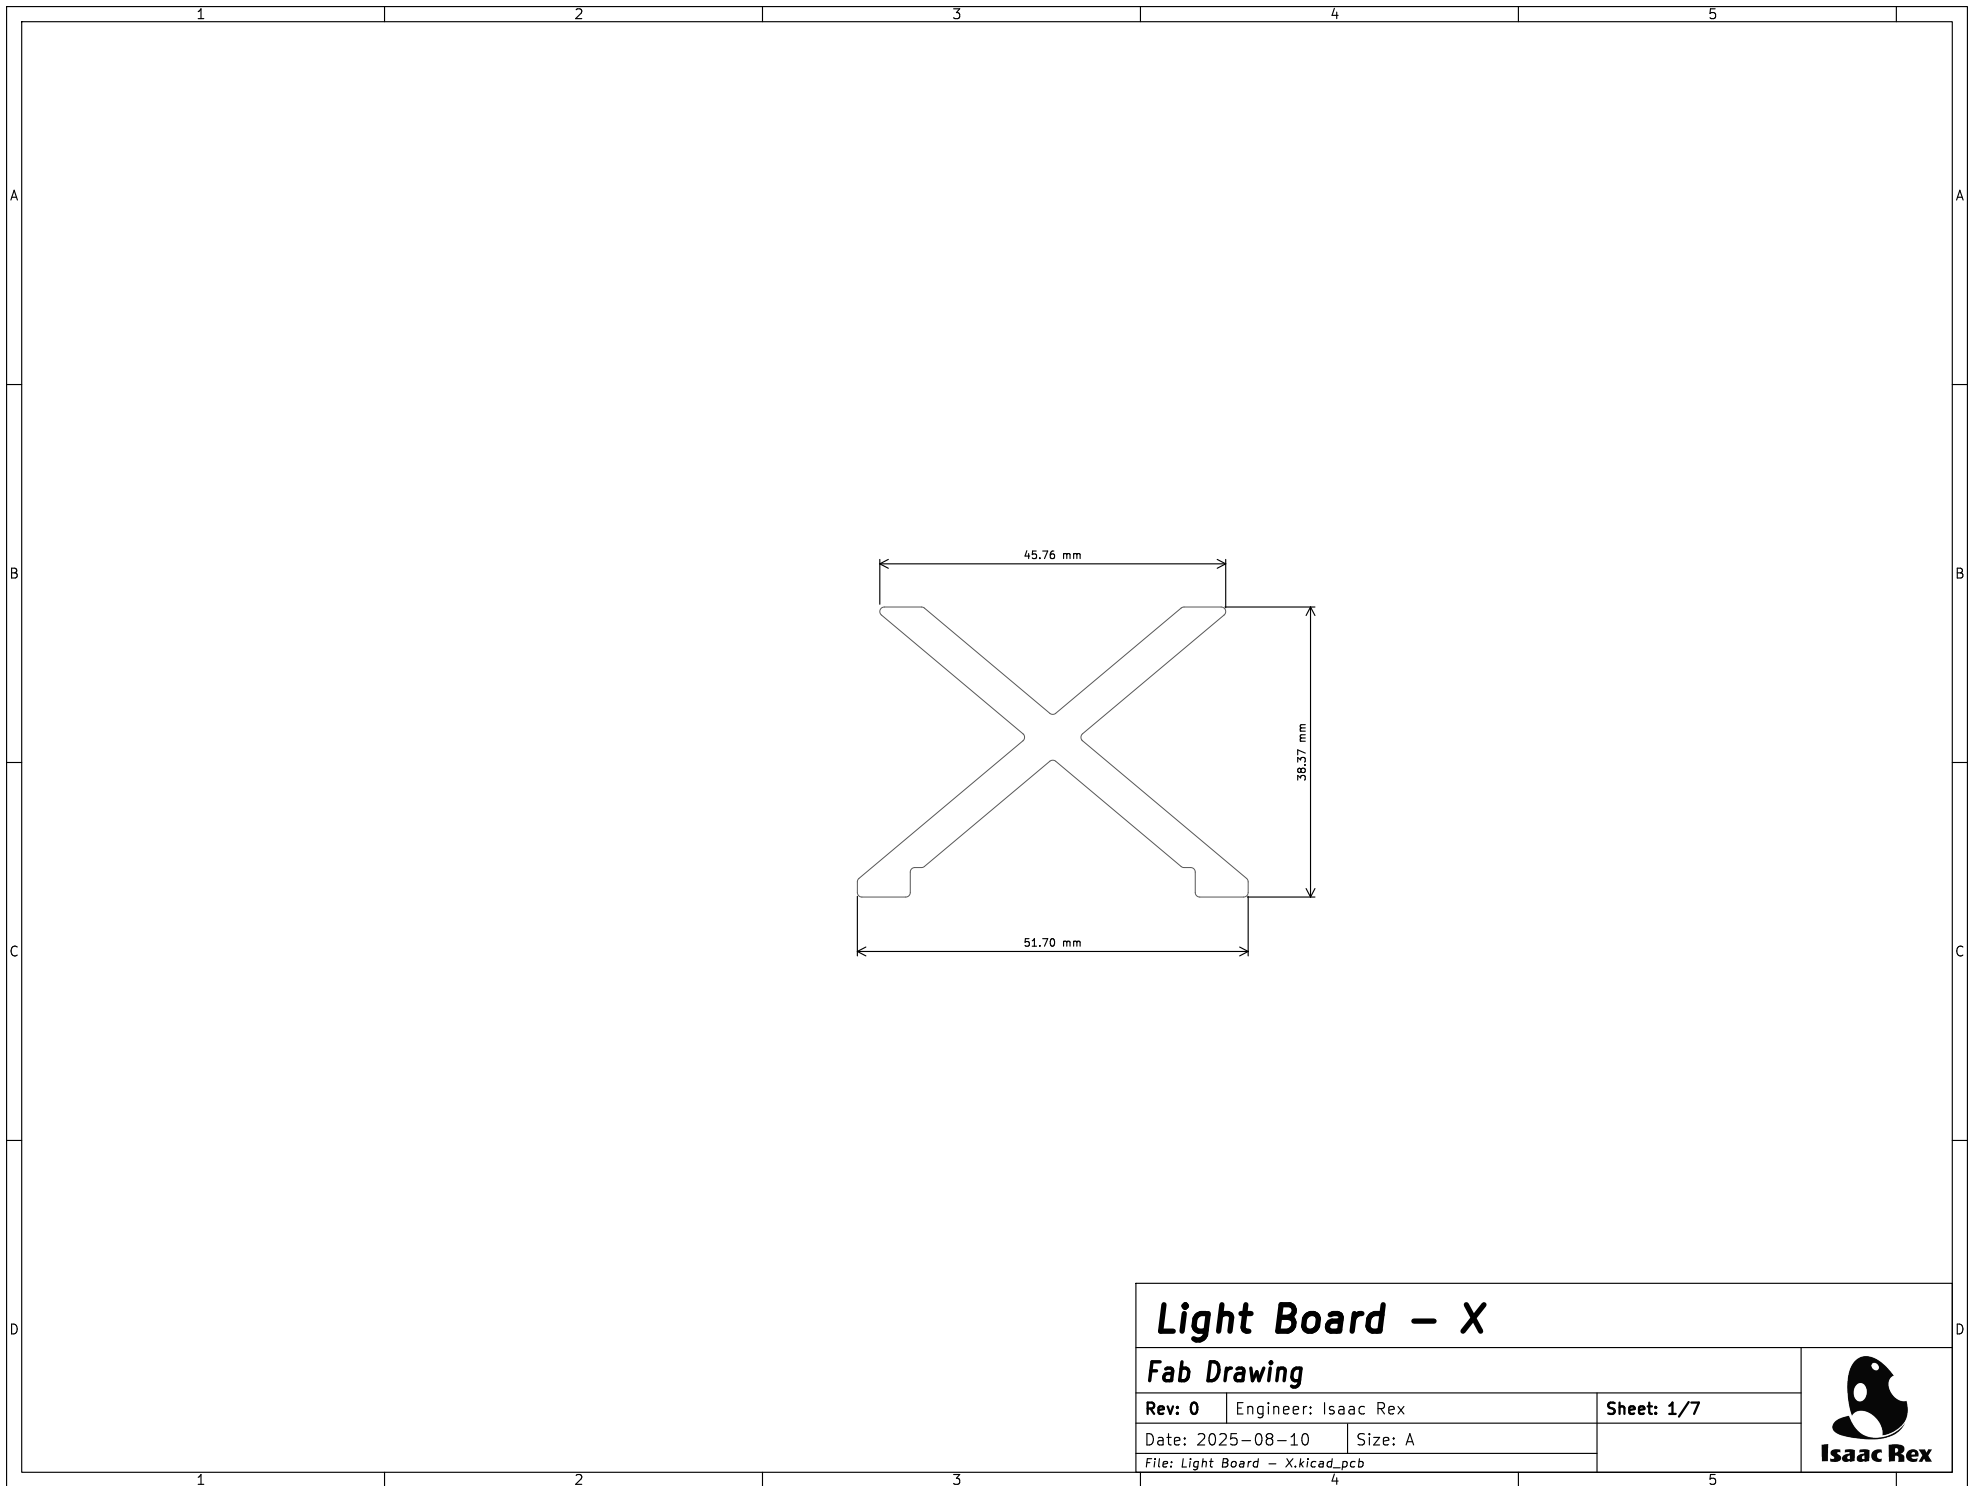 1 2 3 4 5
A A
B B
45.76 mm
38.37 mm
C C
51.70 mm
D D
Light Board - X
Fab Drawing
Rev: 0 Engineer: Isaac Rex Sheet: 1/7
Date: 2025-08-10 Size: A
File: Light Board - X.kicad_pcb
Isaac Rex
1 2 3 4 5